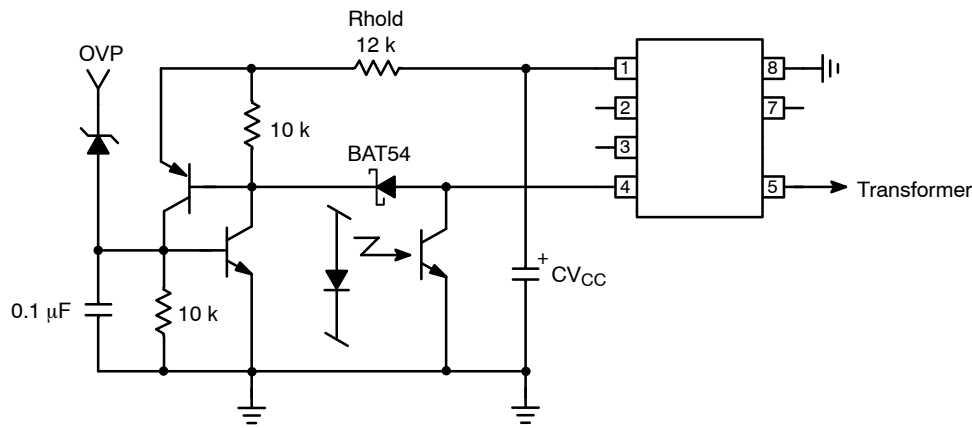 Rhold
12 k
OVP
1
8
2
7
10 k
3
BAT54
4
5
Transformer
+
CVCC
0.1 μF
10 k